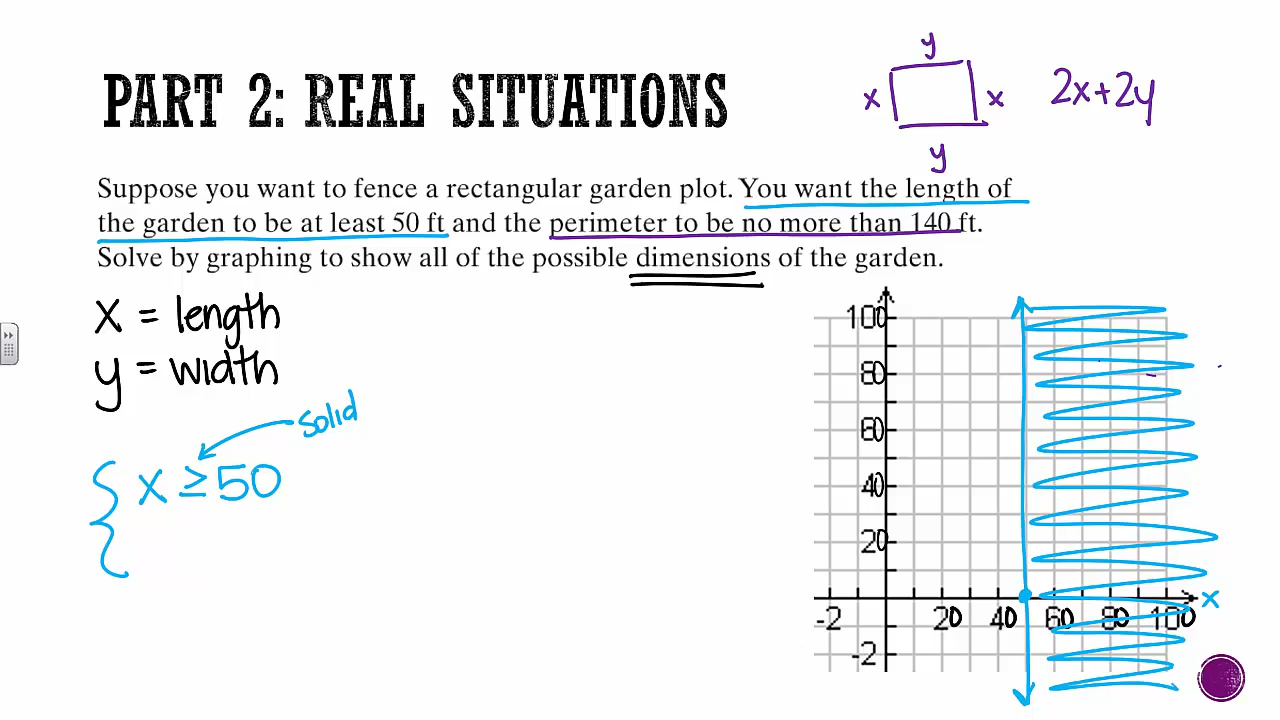 PART 2: REAL SITUATIONS
y
x x 2x+2y
y
Suppose you want to fence a rectangular garden plot. You want the length of
the garden to be at least 50 ft and the perimeter to be no more than 140 ft.
Solve by graphing to show all of the possible dimensions of the garden.
x = length
y = width
solid
x ≥ 50
100
80
60
40
20
x
-2 20 40 60 80 100
-2